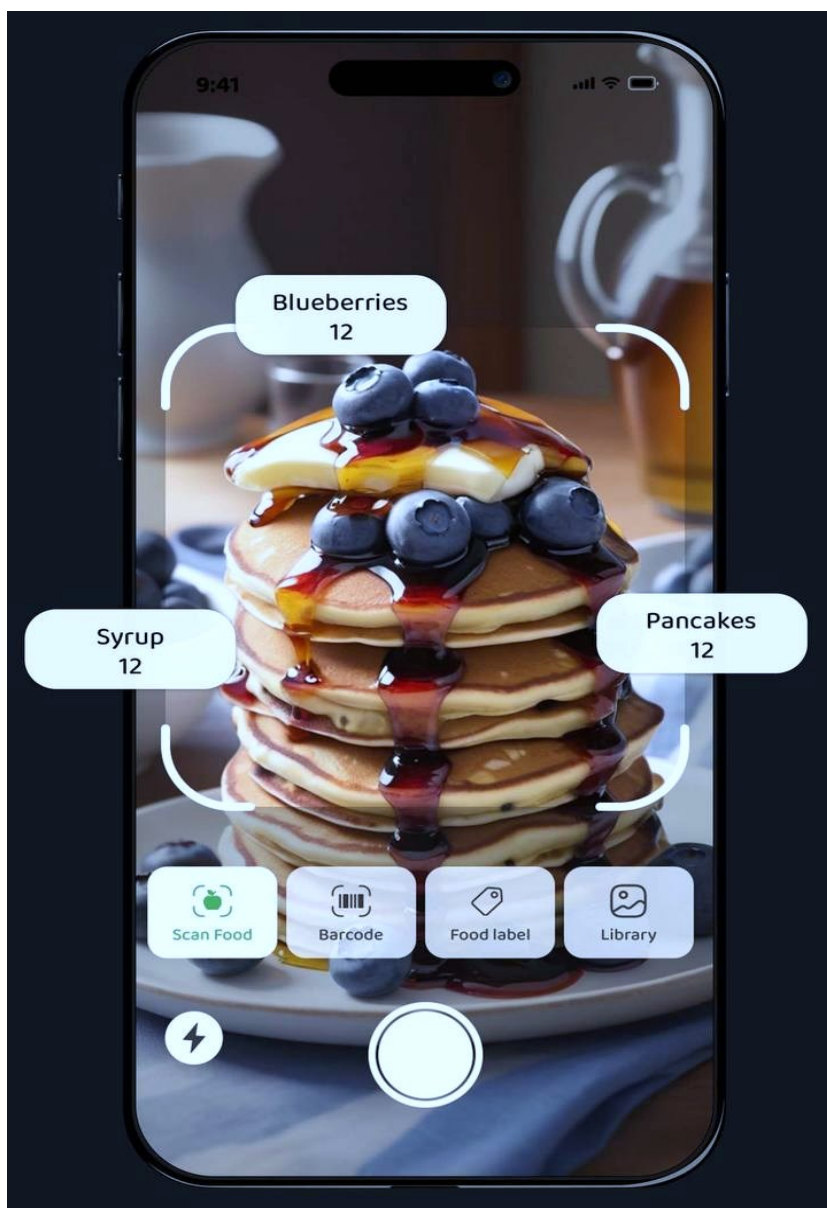 9:41
Blueberries
12
Syrup
12
Pancakes
12
Scan Food
Barcode
Food label
Library